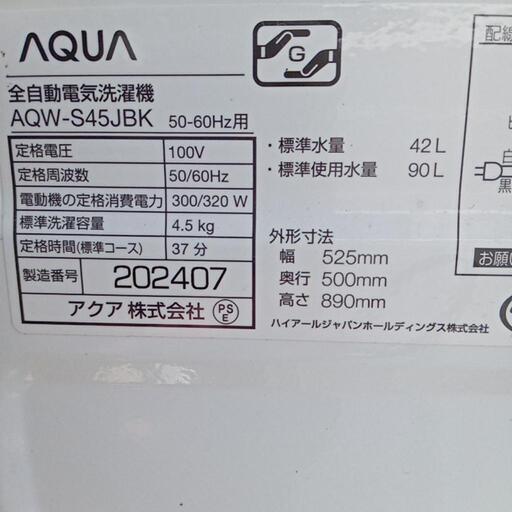 AQUA
G
全自動電気洗濯機
AQW-S45JBK 50-60Hz用
定格電圧 100V
定格周波数 50/60Hz
電動機の定格消費電力 300/320 W
標準洗濯容量 4.5 kg
定格時間(標準コース) 37 分
製造番号 202407
アクア 株式会社 PSE
・標準水量 42L
・標準使用水量 90L
外形寸法
幅 525mm
奥行 500mm
高さ 890mm
ハイアールジャパンホールディングス株式会社
配線
白
黒
お願い